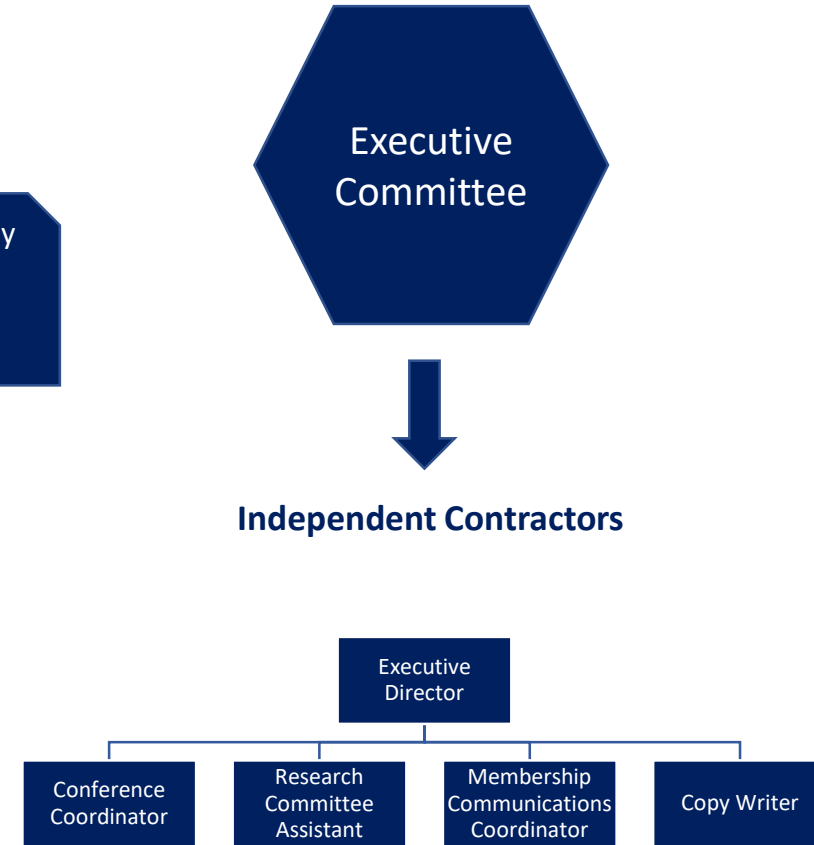 Executive
Committee
y
Independent Contractors
Executive
Director
Conference
Coordinator
Research
Committee
Assistant
Membership
Communications
Coordinator
Copy Writer